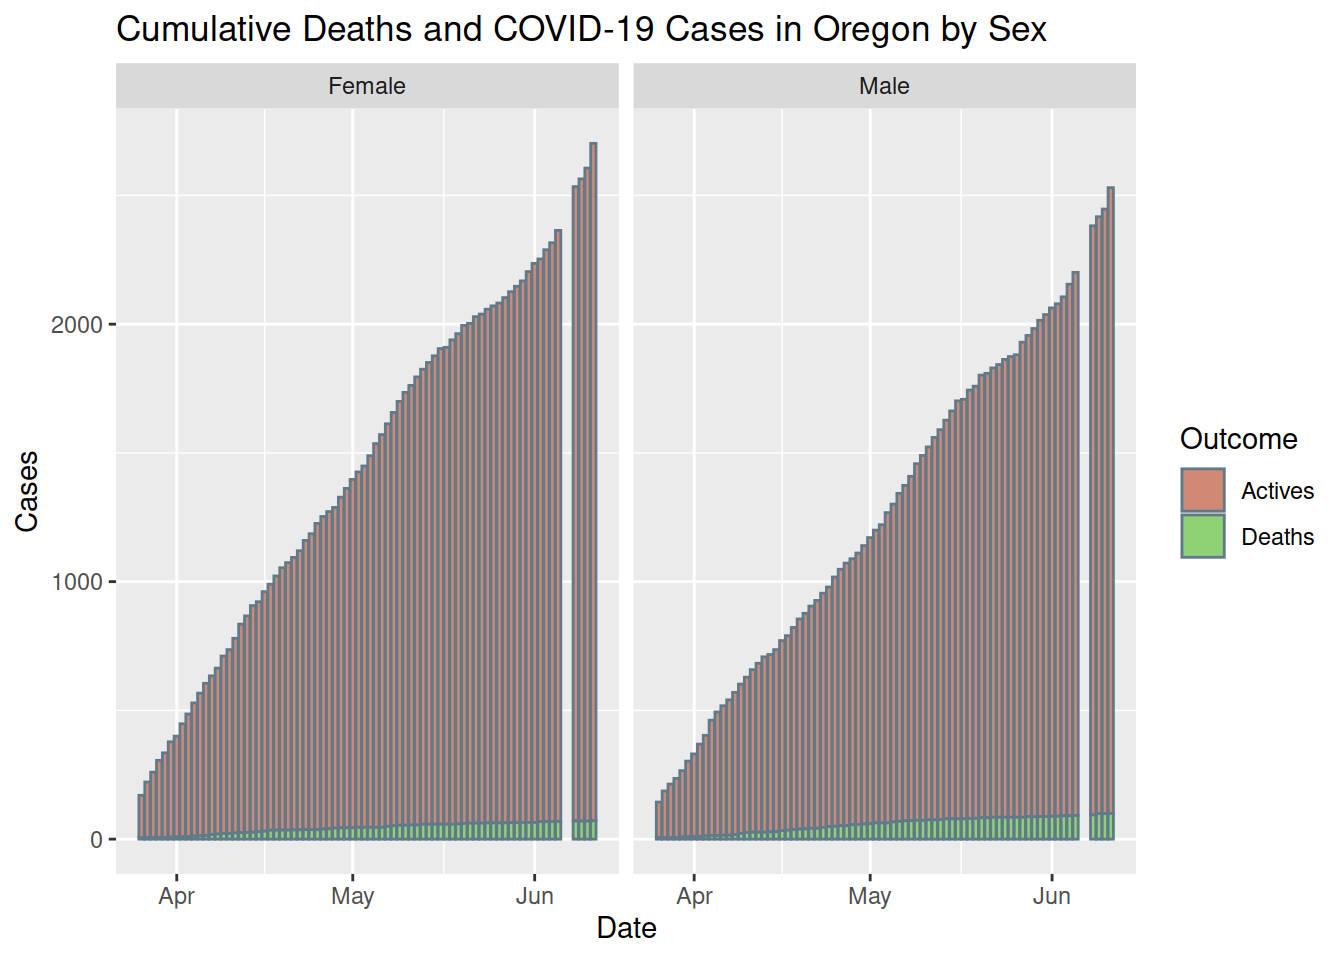 Cumulative Deaths and COVID-19 Cases in Oregon by Sex
Female
Male
Cases
2000
1000
0
Apr
May
Jun
Apr
May
Jun
Date
Outcome
Actives
Deaths